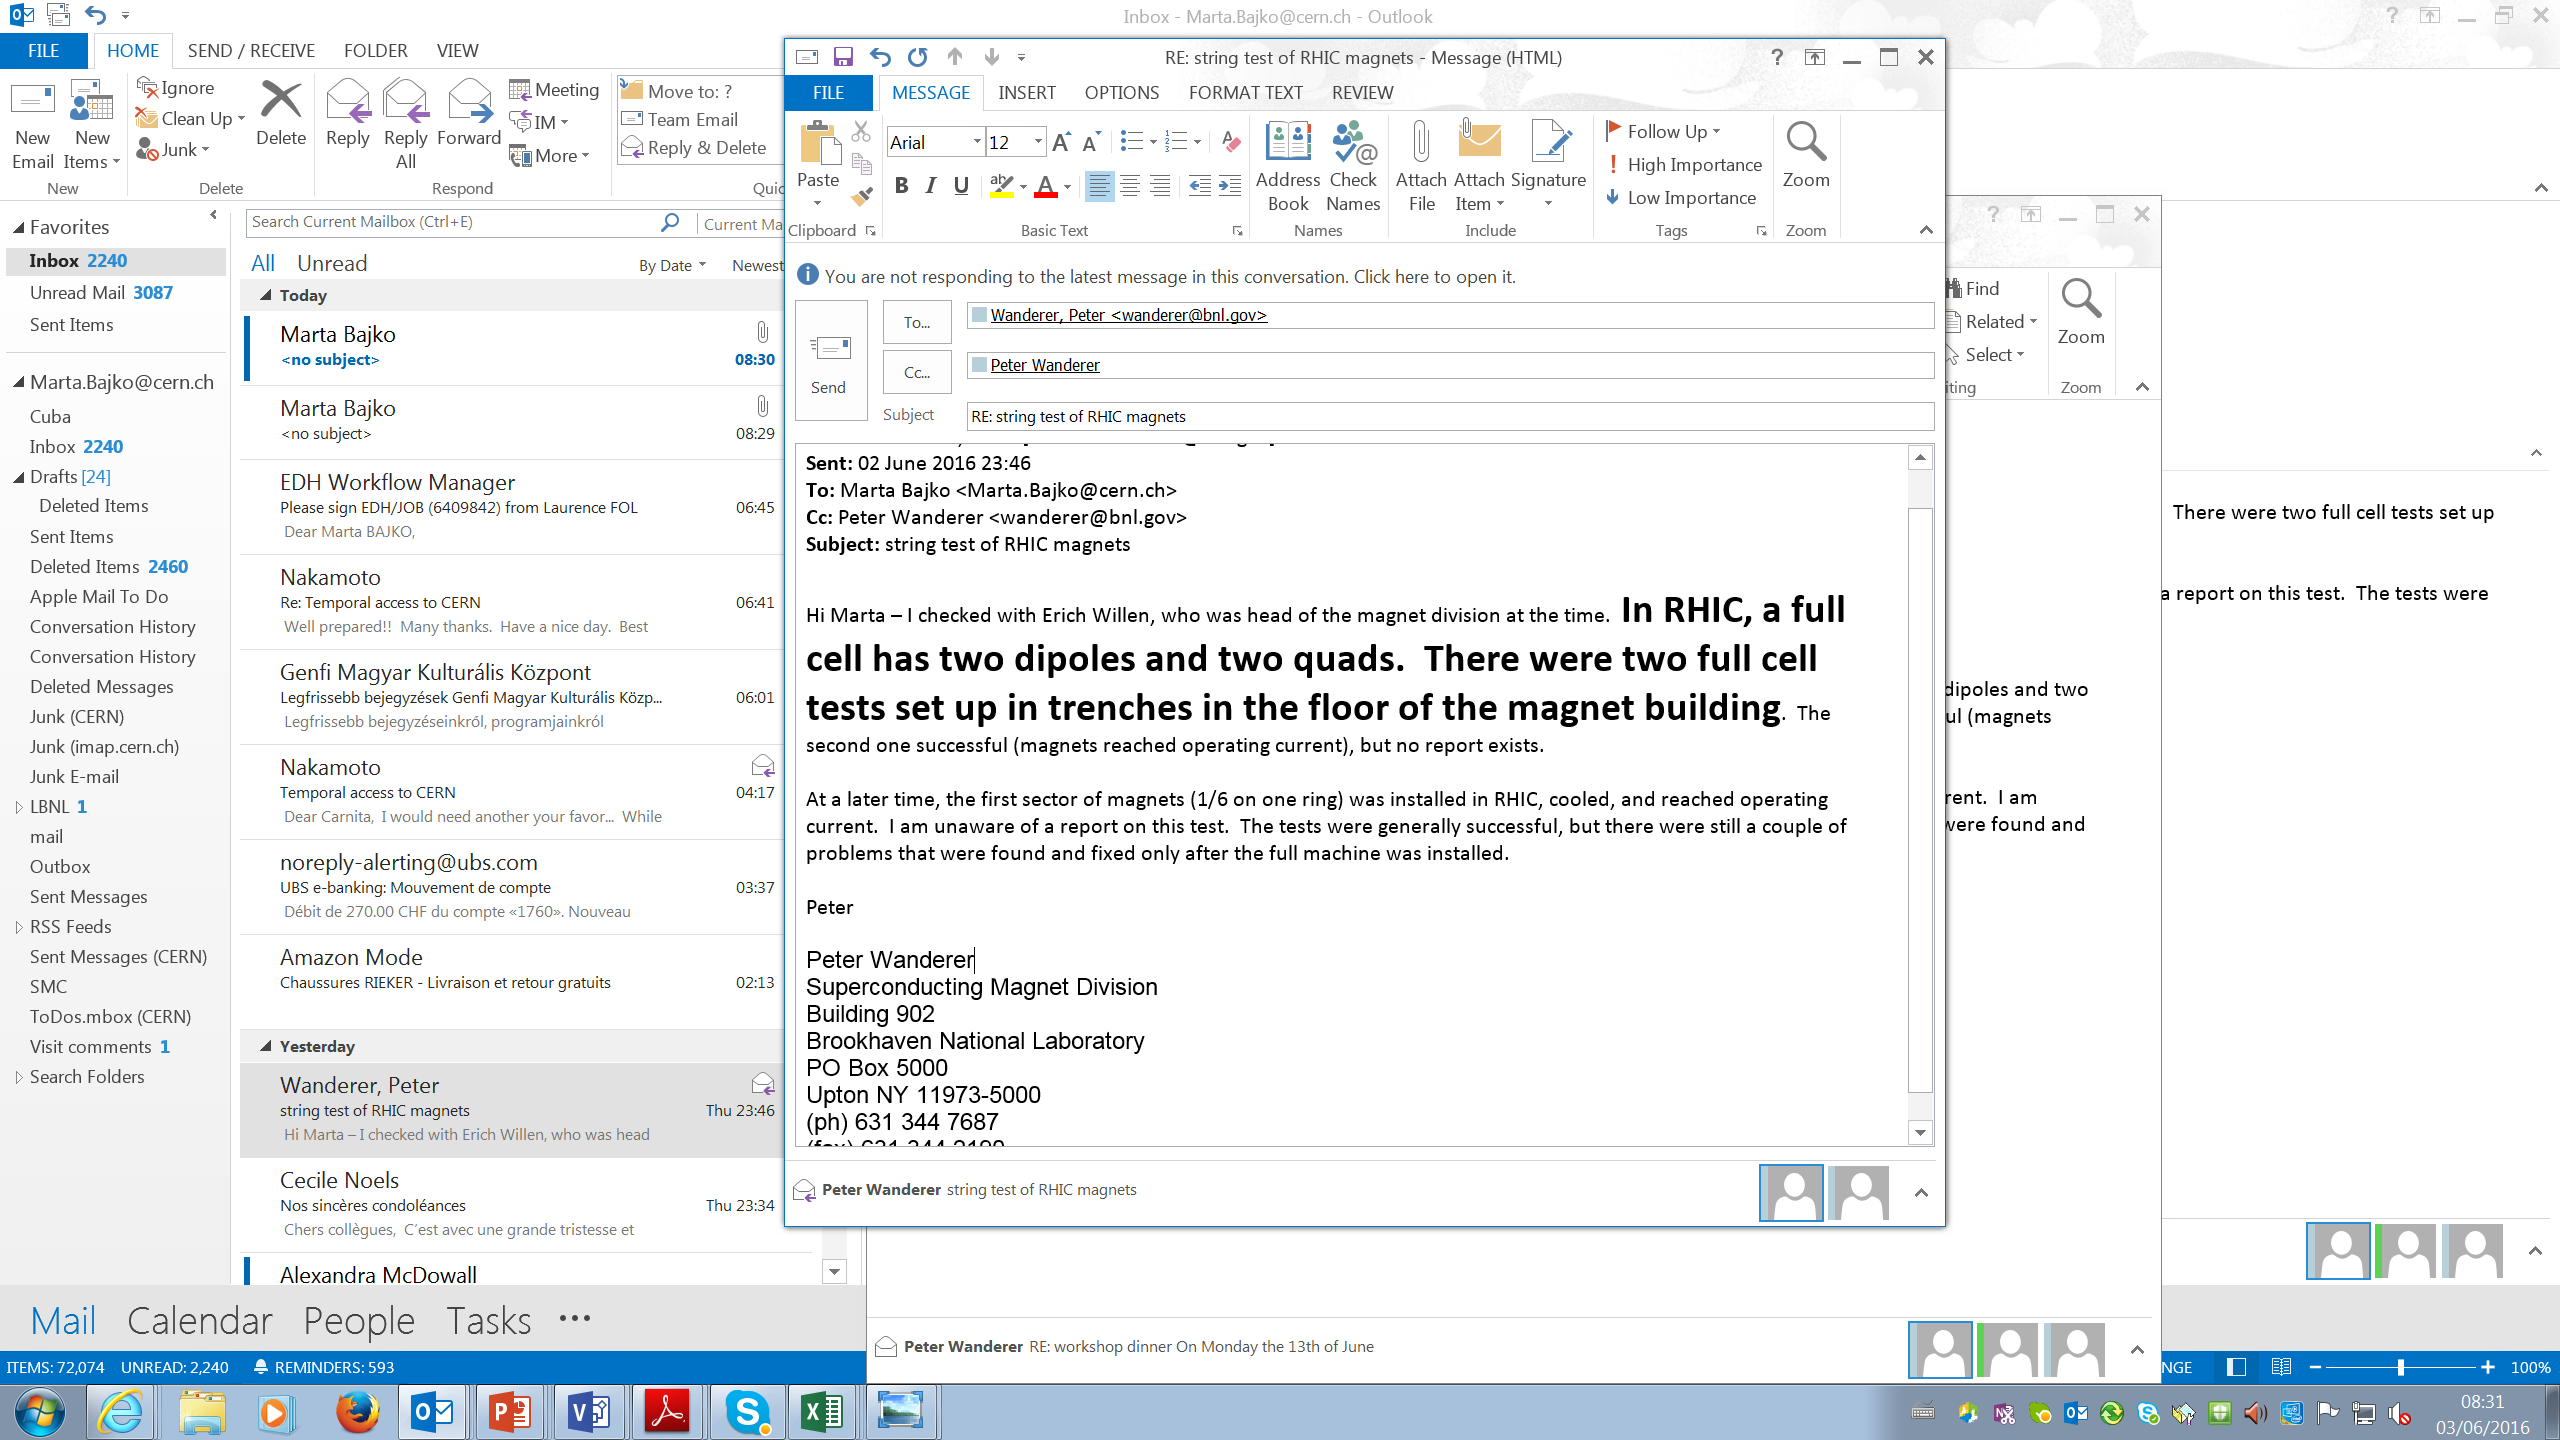 Inbox - Marta.Bajko@cern.ch - Outlook
FILE HOME SEND / RECEIVE FOLDER VIEW
New Email
New Items
New
Ignore
Clean Up
Junk
Delete
Delete
Reply
Reply All
Forward
Meeting
IM
More
Respond
Move to: ?
Team Email
Reply & Delete
Favorites
Inbox 2240
Unread Mail 3087
Sent Items
Marta.Bajko@cern.ch
Cuba
Inbox 2240
Drafts [24]
Deleted Items
Sent Items
Deleted Items 2460
Apple Mail To Do
Conversation History
Conversation History
Deleted Messages
Junk (CERN)
Junk (imap.cern.ch)
Junk E-mail
LBNL 1
mail
Outbox
Sent Messages
RSS Feeds
Sent Messages (CERN)
SMC
ToDos.mbox (CERN)
Visit comments 1
Search Folders
Search Current Mailbox (Ctrl+E)
Current Ma
All Unread By Date Newest
Today
Marta Bajko
<no subject> 08:30
Marta Bajko
<no subject> 08:29
EDH Workflow Manager
Please sign EDH/JOB (6409842) from Laurence FOL 06:45
Dear Marta BAJKO,
Nakamoto
Re: Temporal access to CERN 06:41
Well prepared!! Many thanks. Have a nice day. Best
Genfi Magyar Kulturális Központ
Legfrissebb bejegyzések Genfi Magyar Kulturális Közp... 06:01
Legfrissebb bejegyzéseinkről, programjainkról
Nakamoto
Temporal access to CERN 04:17
Dear Carnita, I would need another your favor... While
noreply-alerting@ubs.com
UBS e-banking: Mouvement de compte 03:37
Débit de 270.00 CHF du compte «1760». Nouveau
Amazon Mode
Chaussures RIEKER - Livraison et retour gratuits 02:13
Yesterday
Wanderer, Peter
string test of RHIC magnets Thu 23:46
Hi Marta – I checked with Erich Willen, who was head
Cecile Noels
Nos sincères condoléances Thu 23:34
Chers collègues, C'est avec une grande tristesse et
Alexandra McDowall
Mail Calendar People Tasks ...
ITEMS: 72,074 UNREAD: 2,240 REMINDERS: 593
RE: string test of RHIC magnets - Message (HTML)
FILE MESSAGE INSERT OPTIONS FORMAT TEXT REVIEW
Paste
Clipboard
Arial 12
B I U
Basic Text
Address Book
Check Names
Names
Attach File
Attach Item
Signature
Include
Follow Up
High Importance
Low Importance
Tags
Zoom
Zoom
You are not responding to the latest message in this conversation. Click here to open it.
Send
To... Wanderer, Peter <wanderer@bnl.gov>
Cc... Peter Wanderer
Subject RE: string test of RHIC magnets
Sent: 02 June 2016 23:46
To: Marta Bajko <Marta.Bajko@cern.ch>
Cc: Peter Wanderer <wanderer@bnl.gov>
Subject: string test of RHIC magnets
Hi Marta – I checked with Erich Willen, who was head of the magnet division at the time. In RHIC, a full
cell has two dipoles and two quads. There were two full cell
tests set up in trenches in the floor of the magnet building. The
second one successful (magnets reached operating current), but no report exists.
At a later time, the first sector of magnets (1/6 on one ring) was installed in RHIC, cooled, and reached operating
current. I am unaware of a report on this test. The tests were generally successful, but there were still a couple of
problems that were found and fixed only after the full machine was installed.
Peter
Peter Wanderer
Superconducting Magnet Division
Building 902
Brookhaven National Laboratory
PO Box 5000
Upton NY 11973-5000
(ph) 631 344 7687
Peter Wanderer string test of RHIC magnets
Find
Related
Select
Zoom
iting
Zoom
dipoles and two
ul (magnets
rent. I am
were found and
Peter Wanderer RE: workshop dinner On Monday the 13th of June
There were two full cell tests set up
a report on this test. The tests were
NGE 100%
08:31
03/06/2016